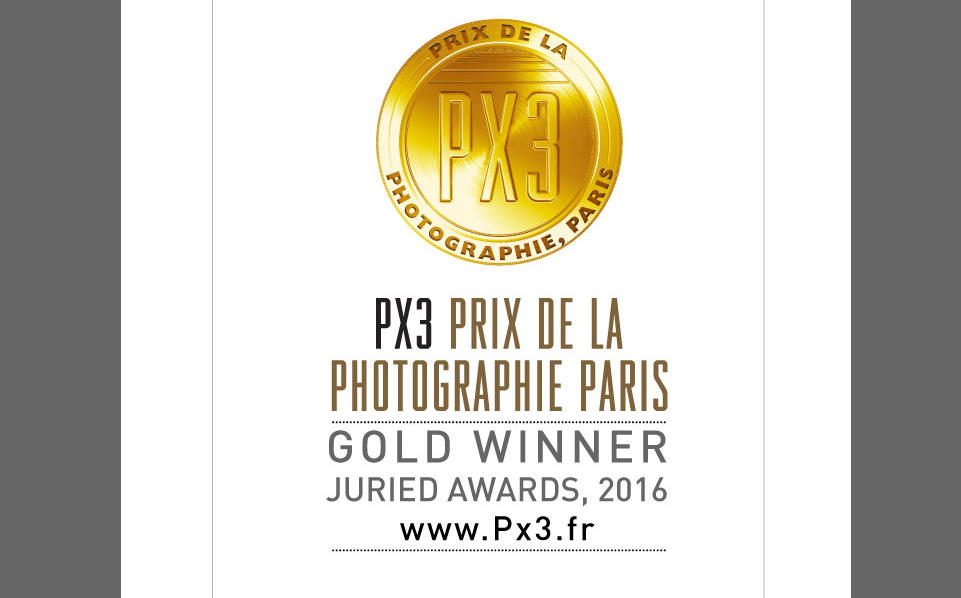 PRIX DE LA
PX3
PHOTOGRAPHIE, PARIS
PX3 PRIX DE LA
PHOTOGRAPHIE PARIS
GOLD WINNER
JURIED AWARDS, 2016
www.Px3.fr